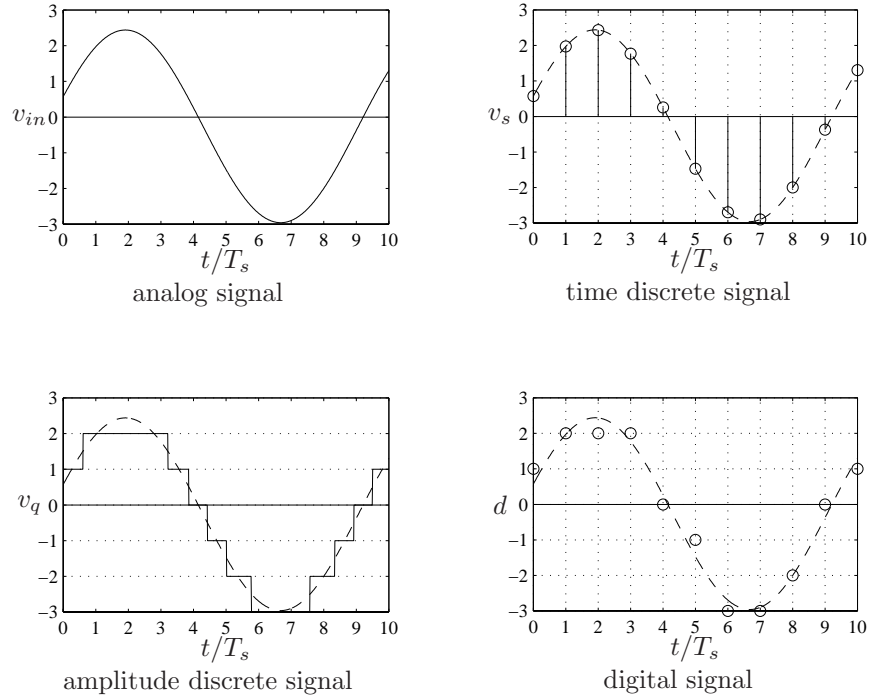 3
2
1
v_in 0
−1
−2
−3
0 1 2 3 4 5 6 7 8 9 10
t/T_s
analog signal
3
2
1
v_s 0
−1
−2
−3
0 1 2 3 4 5 6 7 8 9 10
t/T_s
time discrete signal
3
2
1
v_q 0
−1
−2
−3
0 1 2 3 4 5 6 7 8 9 10
t/T_s
amplitude discrete signal
3
2
1
d 0
−1
−2
−3
0 1 2 3 4 5 6 7 8 9 10
t/T_s
digital signal